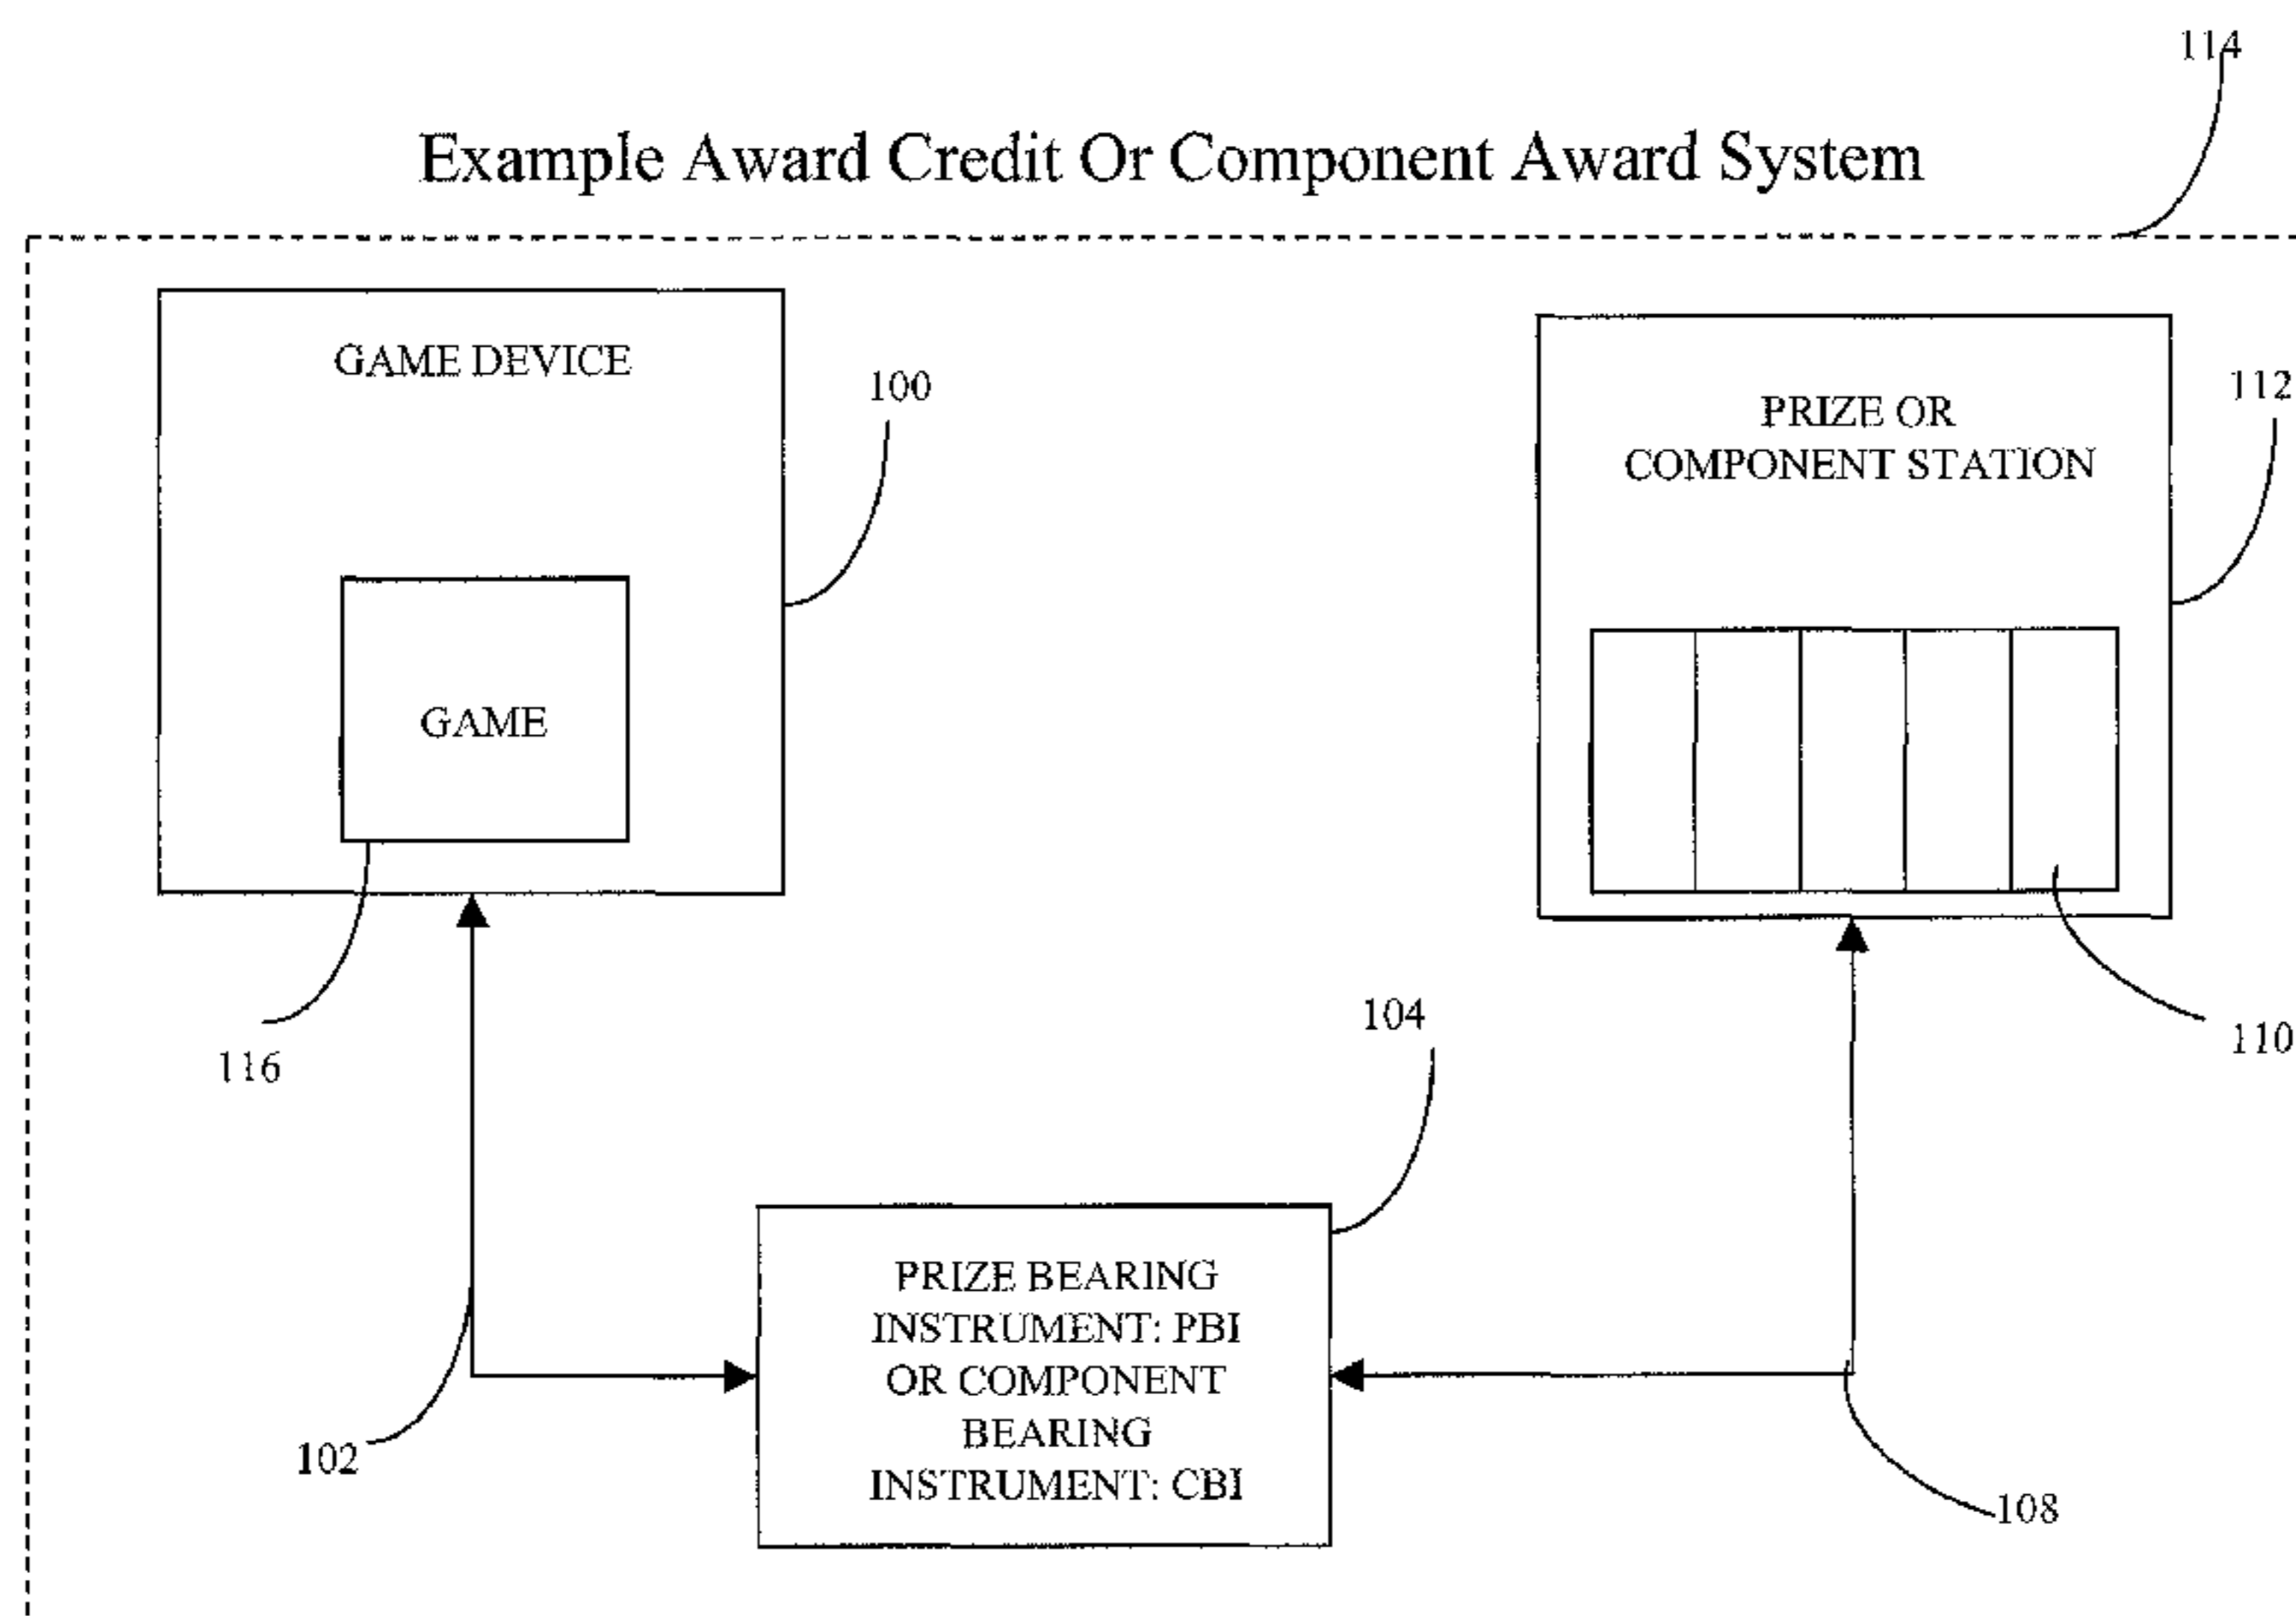 114
Example Award Credit Or Component Award System
GAME DEVICE
100
PRIZE OR
COMPONENT STATION
112
GAME
116
104
110
PRIZE BEARING
INSTRUMENT: PBI
OR COMPONENT
BEARING
INSTRUMENT: CBI
102
108